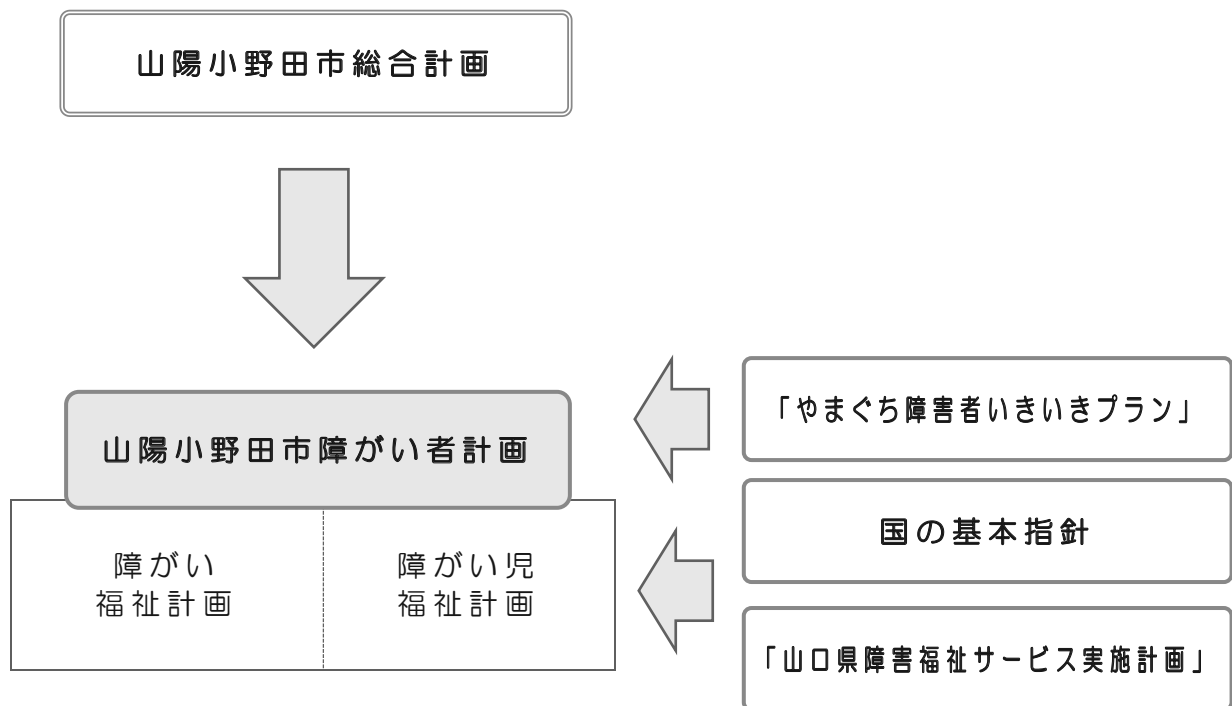 山陽小野田市総合計画
山陽小野田市障がい者計画
障がい
福祉計画
障がい児
福祉計画
「やまぐち障害者いきいきプラン」
国の基本指針
「山口県障害福祉サービス実施計画」